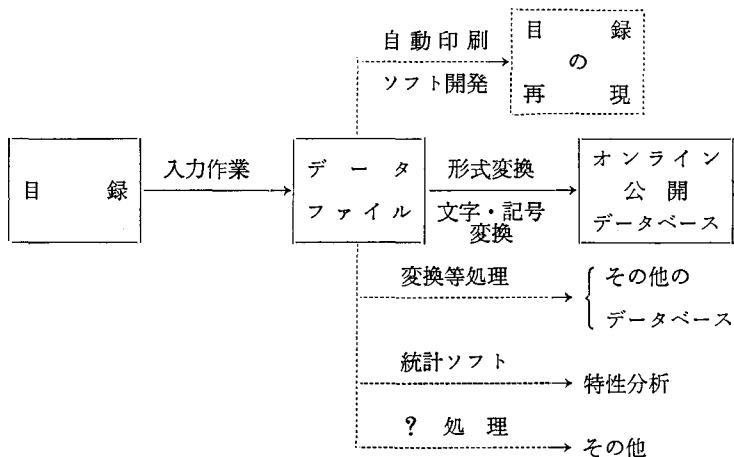 自動印刷
ソフト開発
目録
の
再現
目録
入力作業
データ
ファイル
形式変換
文字・記号
変換
オンライン
公開
データベース
変換等処理
その他の
データベース
統計ソフト
特性分析
? 処理
その他